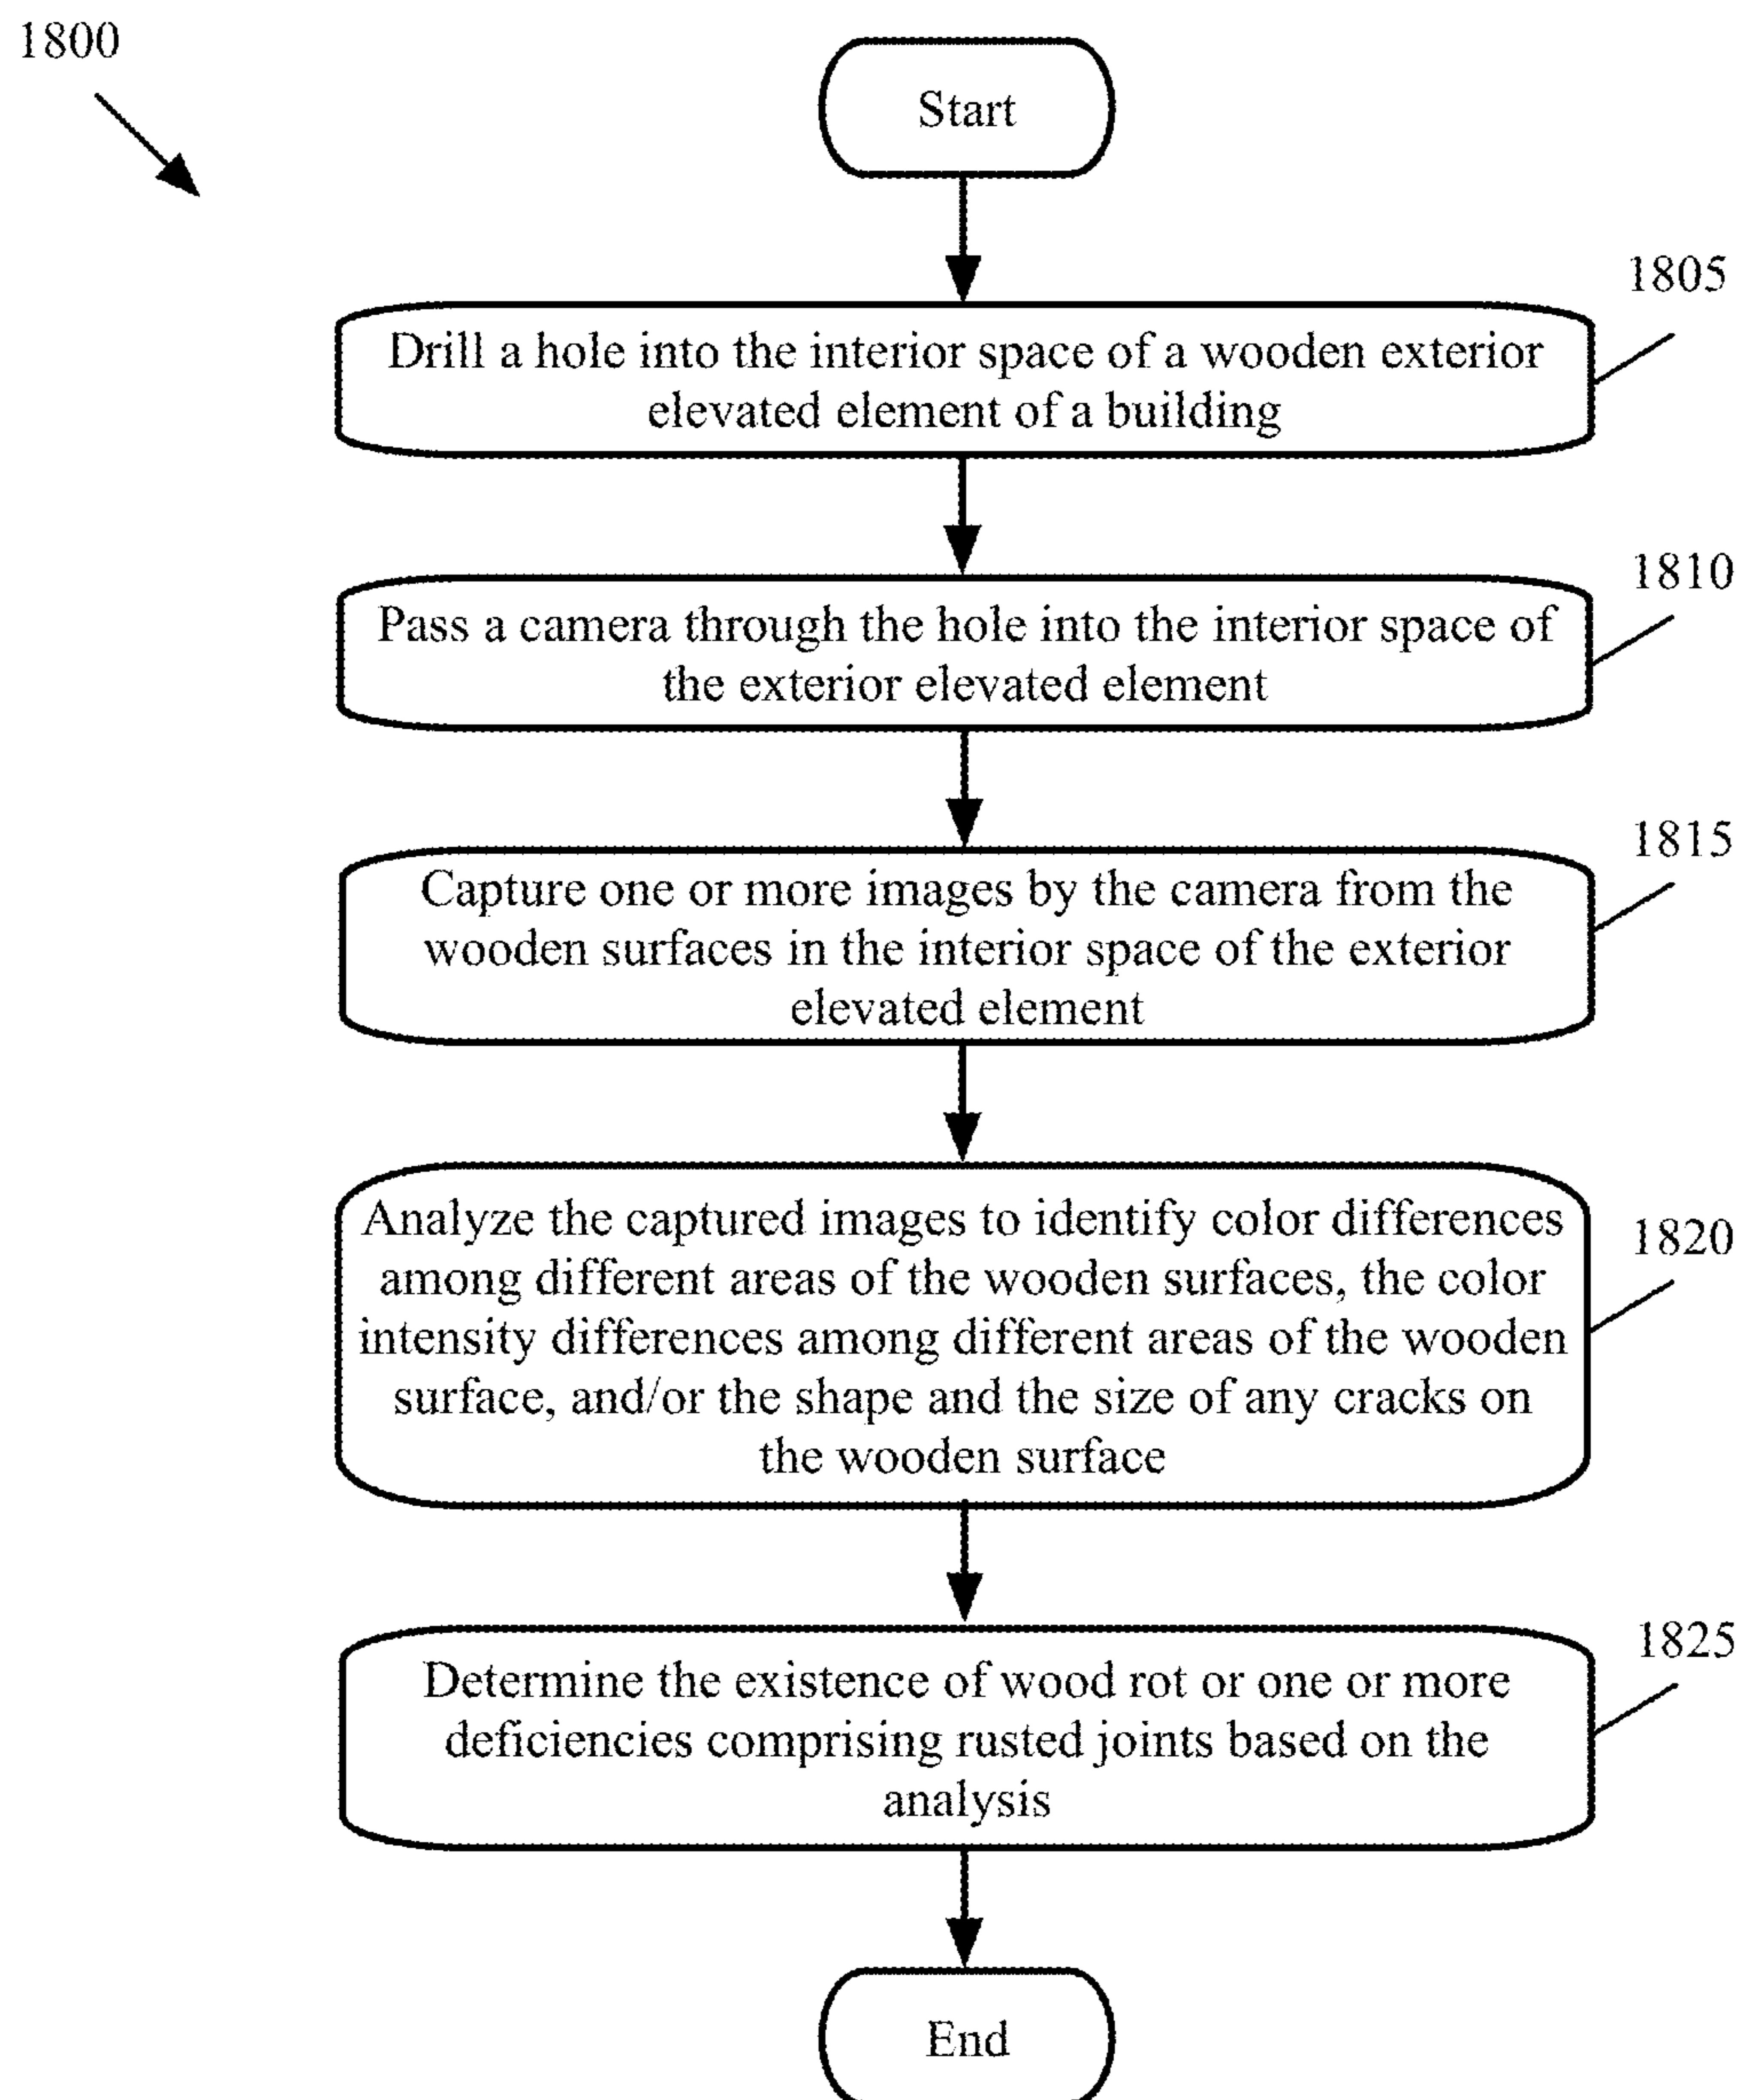 1800
Start
1805
Drill a hole into the interior space of a wooden exterior
elevated element of a building
1810
Pass a camera through the hole into the interior space of
the exterior elevated element
1815
Capture one or more images by the camera from the
wooden surfaces in the interior space of the exterior
elevated element
1820
Analyze the captured images to identify color differences
among different areas of the wooden surfaces, the color
intensity differences among different areas of the wooden
surface, and/or the shape and the size of any cracks on
the wooden surface
1825
Determine the existence of wood rot or one or more
deficiencies comprising rusted joints based on the
analysis
End